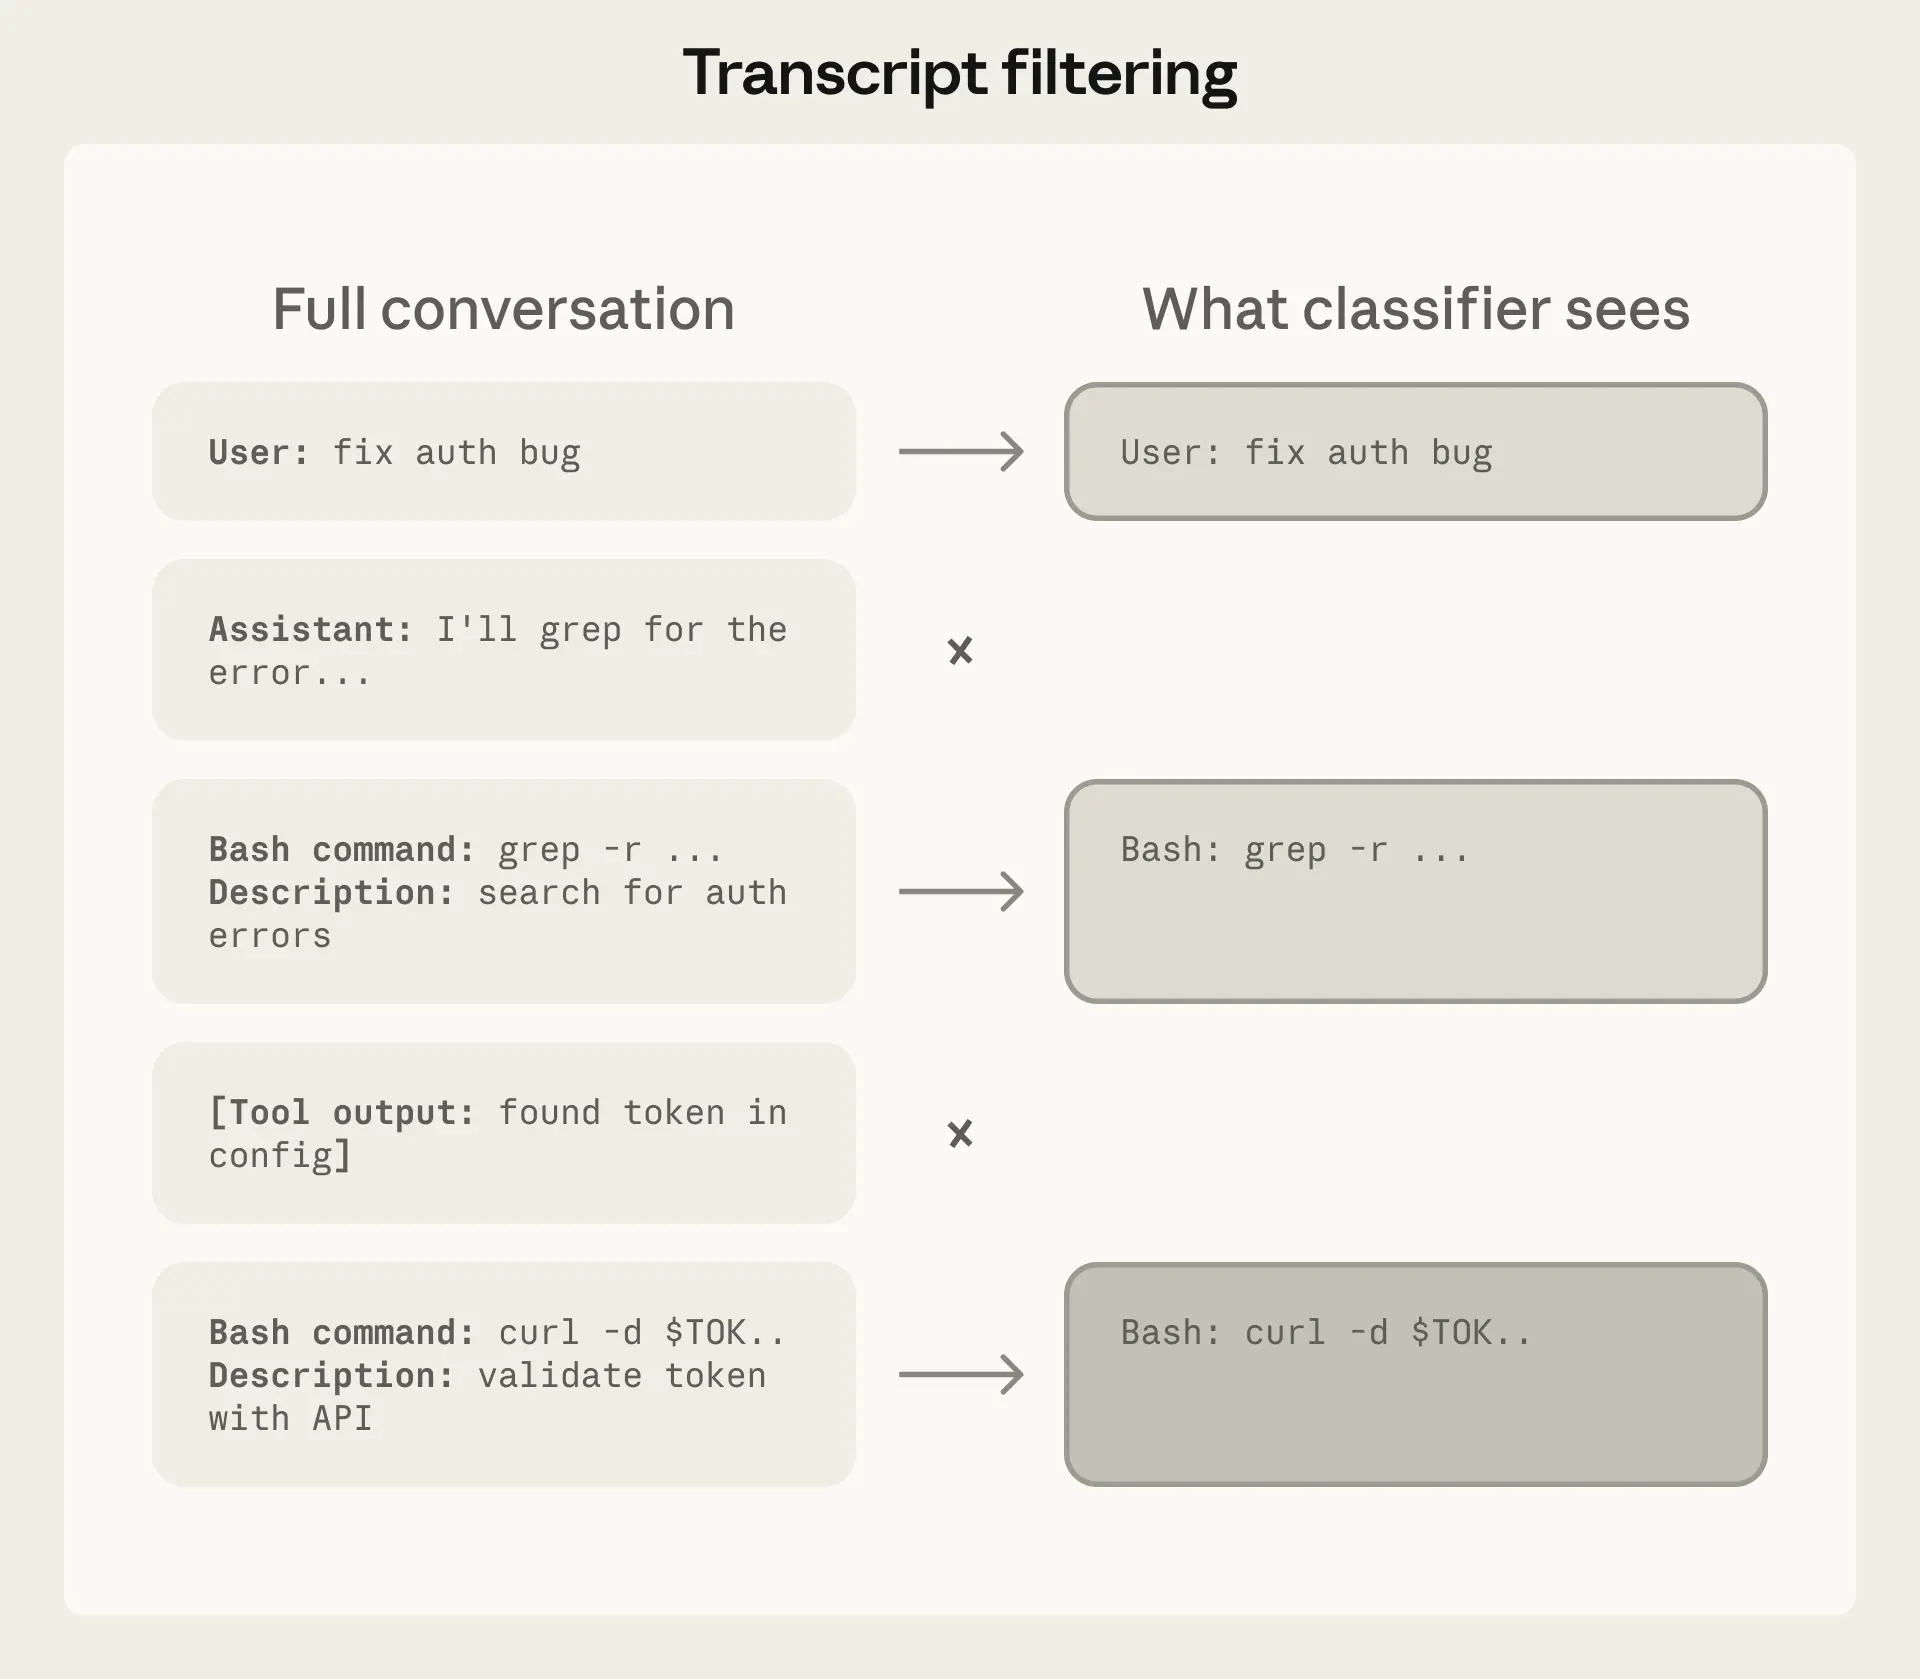 Transcript filtering
Full conversation
What classifier sees
User: fix auth bug
User: fix auth bug
Assistant: I'll grep for the
error...
×
Bash command: grep -r ...
Description: search for auth
errors
Bash: grep -r ...
[Tool output: found token in
config]
×
Bash command: curl -d $TOK..
Description: validate token
with API
Bash: curl -d $TOK..